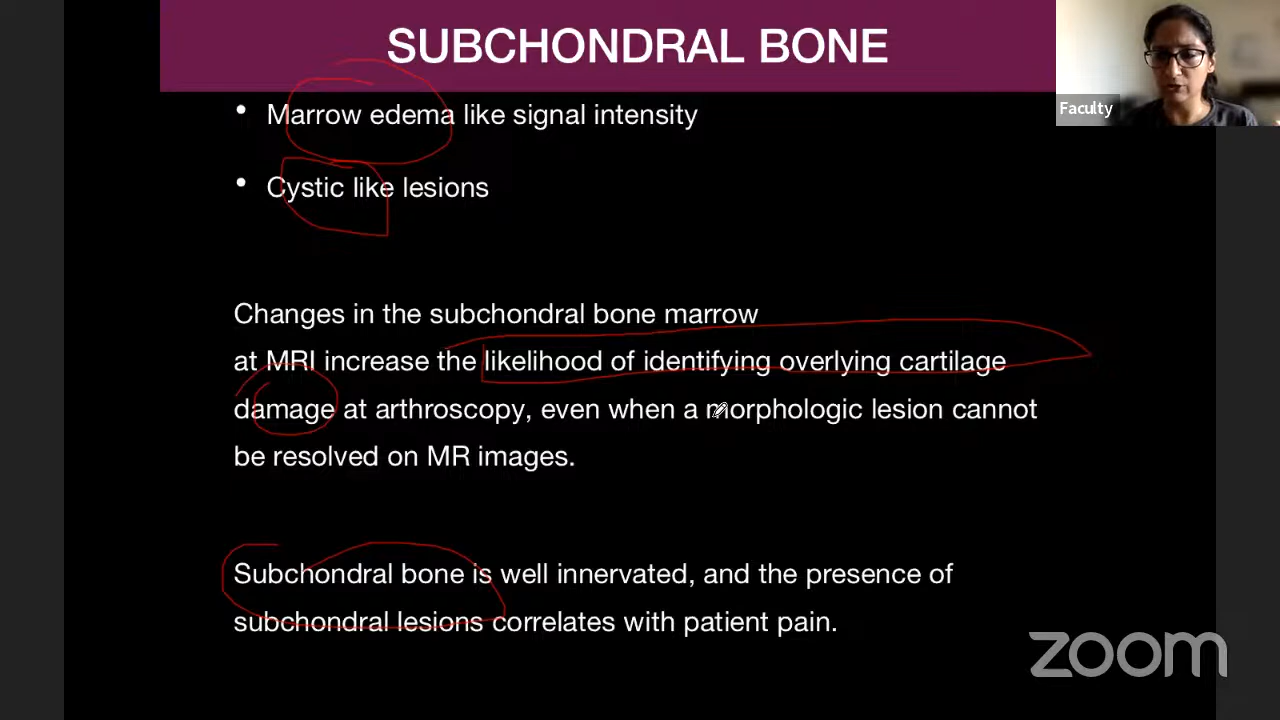 SUBCHONDRAL BONE
Faculty
• Marrow edema like signal intensity
• Cystic like lesions
Changes in the subchondral bone marrow
at MRI increase the likelihood of identifying overlying cartilage
damage at arthroscopy, even when a morphologic lesion cannot
be resolved on MR images.
Subchondral bone is well innervated, and the presence of
subchondral lesions correlates with patient pain.
zoom